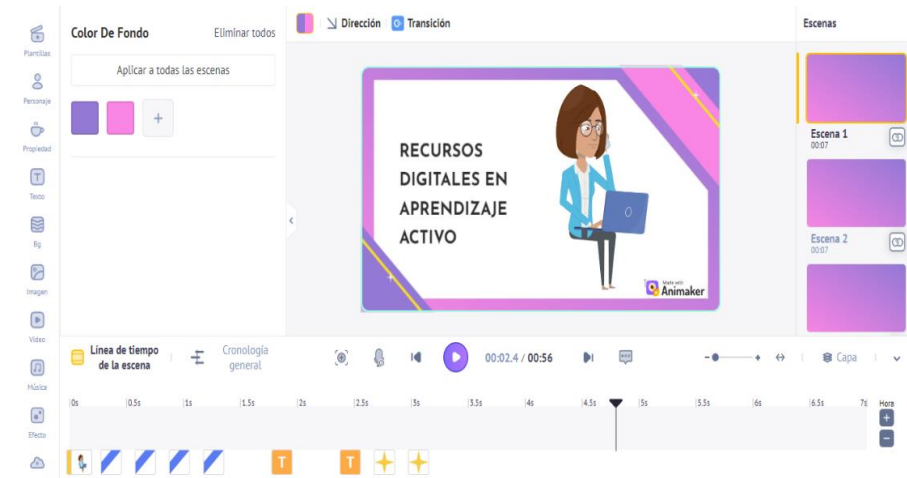 Plantillas
Personaje
Propiedad
Texto
Bg
Imagen
Video
Música
Efecto
Color De Fondo
Eliminar todos
Aplicar a todas las escenas
+
Dirección
Transición
RECURSOS
DIGITALES EN
APRENDIZAJE
ACTIVO
Made with
Animaker
Escenas
Escena 1
00:07
Escena 2
00:07
Línea de tiempo
de la escena
Cronología
general
00:02.4 / 00:56
Capa
0s 0.5s 1s 1.5s 2s 2.5s 3s 3.5s 4s 4.5s 5s 5.5s 6s 6.5s 7s
Hora
T T